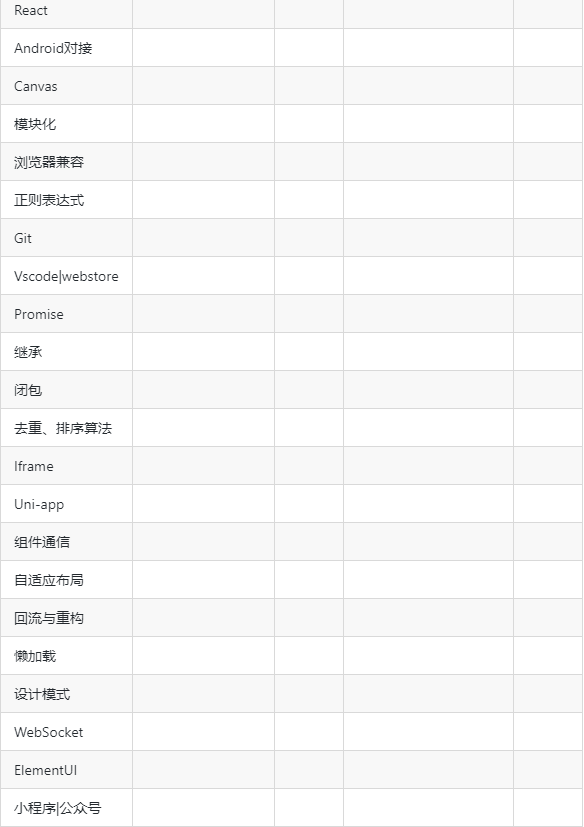 React
Android对接
Canvas
模块化
浏览器兼容
正则表达式
Git
Vscode|webstore
Promise
继承
闭包
去重、排序算法
Iframe
Uni-app
组件通信
自适应布局
回流与重构
懒加载
设计模式
WebSocket
ElementUI
小程序|公众号